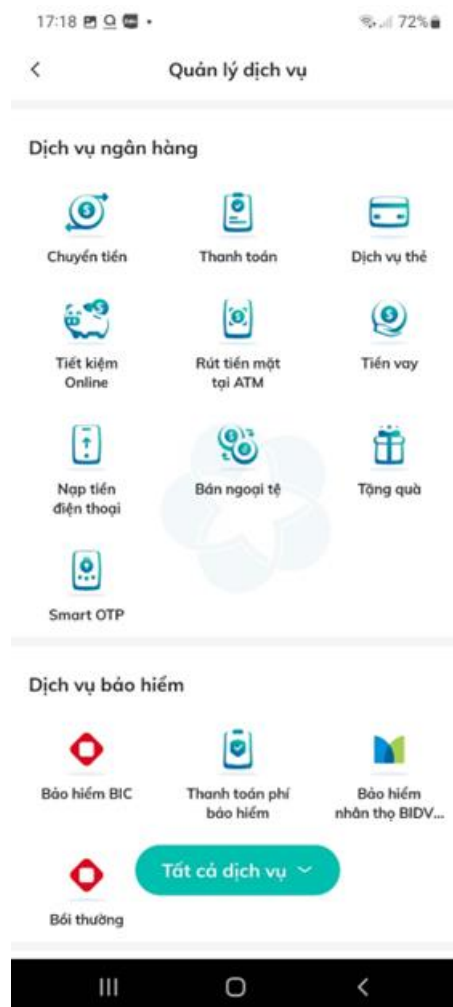 17:18
72%
Quản lý dịch vụ
Dịch vụ ngân hàng
Chuyển tiền
Thanh toán
Dịch vụ thẻ
Tiết kiệm
Online
Rút tiền mặt
tại ATM
Tiền vay
Nạp tiền
điện thoại
Bán ngoại tệ
Tặng quà
Smart OTP
Dịch vụ bảo hiểm
Bảo hiểm BIC
Thanh toán phí
bảo hiểm
Bảo hiểm
nhân thọ BIDV...
Tất cả dịch vụ
Bồi thường